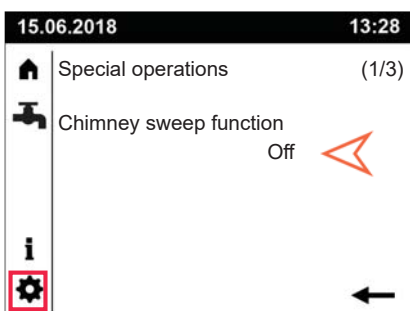 15.06.2018 13:28
Special operations (1/3)
Chimney sweep function
Off
i